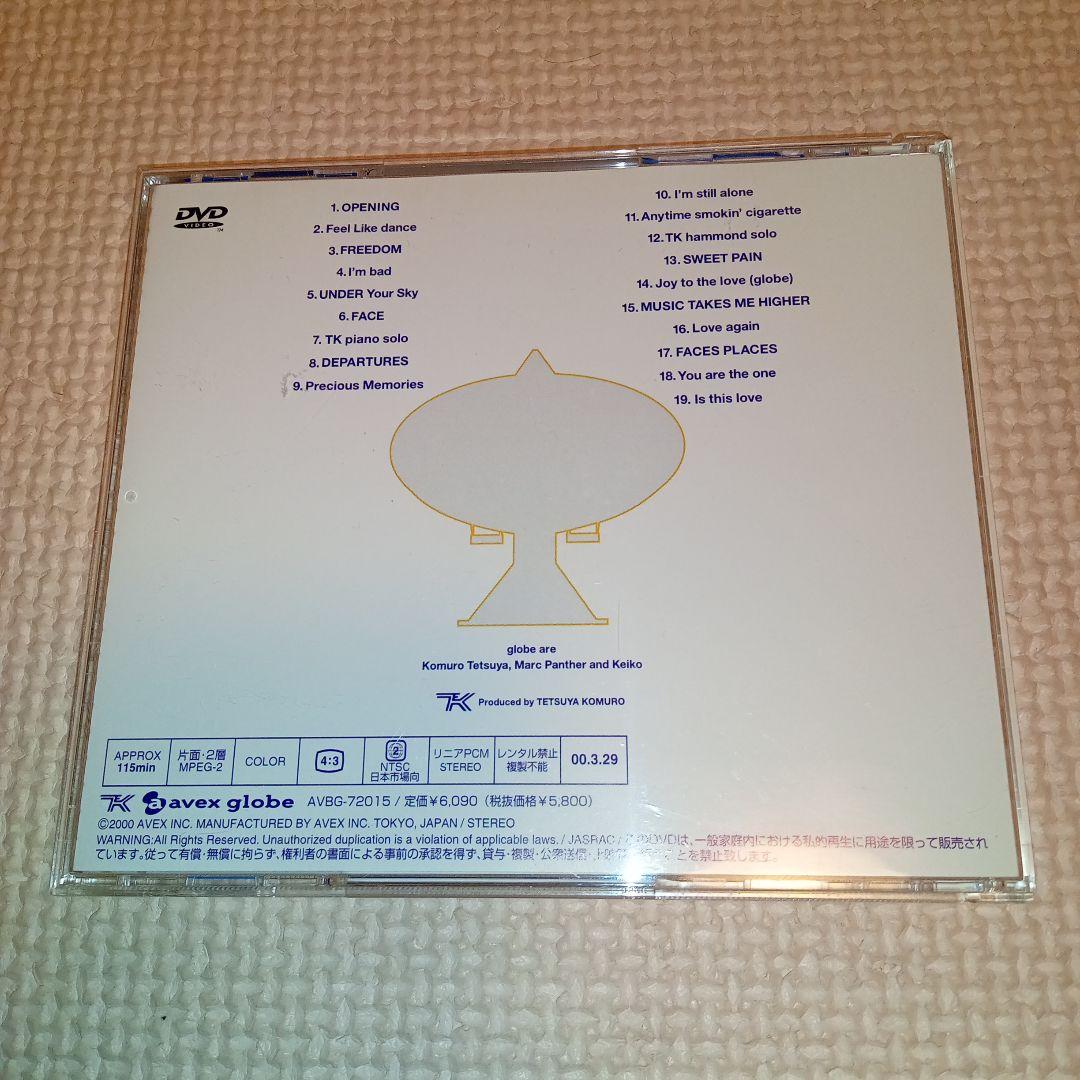 DVD
VIDEO
TM
1. OPENING
2. Feel Like dance
3. FREEDOM
4. I'm bad
5. UNDER Your Sky
6. FACE
7. TK piano solo
8. DEPARTURES
9. Precious Memories
10. I'm still alone
11. Anytime smokin' cigarette
12. TK hammond solo
13. SWEET PAIN
14. Joy to the love (globe)
15. MUSIC TAKES ME HIGHER
16. Love again
17. FACES PLACES
18. You are the one
19. Is this love
globe are
Komuro Tetsuya, Marc Panther and Keiko
TK Produced by TETSUYA KOMURO
APPROX
115min
片面・2層
MPEG-2
COLOR
4:3
2
NTSC
日本市場向
リニアPCM
STEREO
レンタル禁止
複製不能
00.3.29
TK avex globe AVBG-72015 / 定価¥6,090（税抜価格¥5,800）
©2000 AVEX INC. MANUFACTURED BY AVEX INC. TOKYO, JAPAN / STEREO
WARNING:All Rights Reserved. Unauthorized duplication is a violation of applicable laws. / JASRAC / このDVDは、一般家庭内における私的再生に用途を限って販売され
ています。従って有償・無償に拘らず、権利者の書面による事前の承認を得ず、貸与・複製・公衆送信・ことを禁止致します。